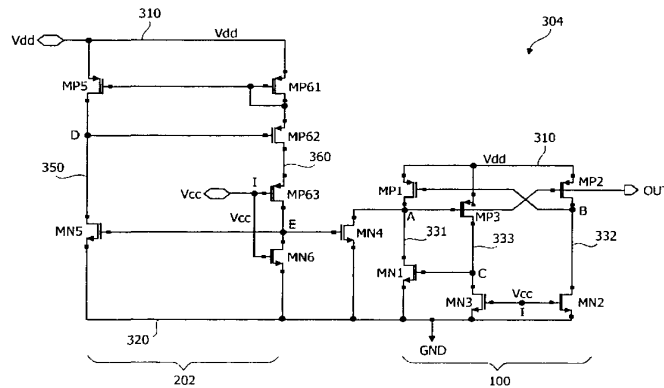 310
304
Vdd
Vdd
MP5
MP61
D
MP62
310
350
360
Vdd
MP1
MP2
OUT
Vcc
I
MP63
A
MP3
B
Vcc
331
333
332
E
MN4
MN5
MN6
MN1
C
MN3
Vcc
I
MN2
320
GND
202
100